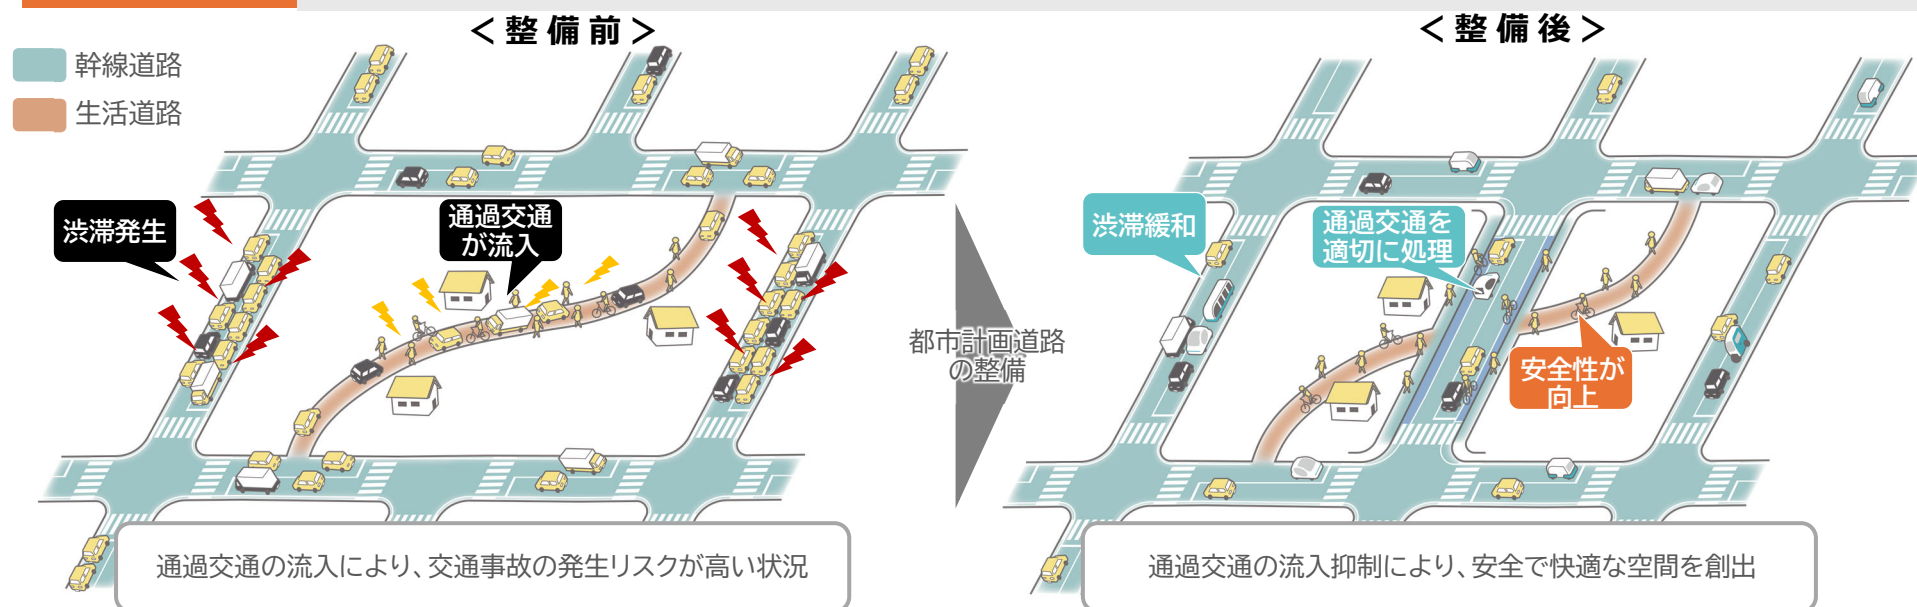 ＜整備前＞
幹線道路
生活道路
渋滞発生
通過交通
が流入
通過交通の流入により、交通事故の発生リスクが高い状況
都市計画道路
の整備
＜整備後＞
渋滞緩和
通過交通を
適切に処理
安全性が
向上
通過交通の流入抑制により、安全で快適な空間を創出